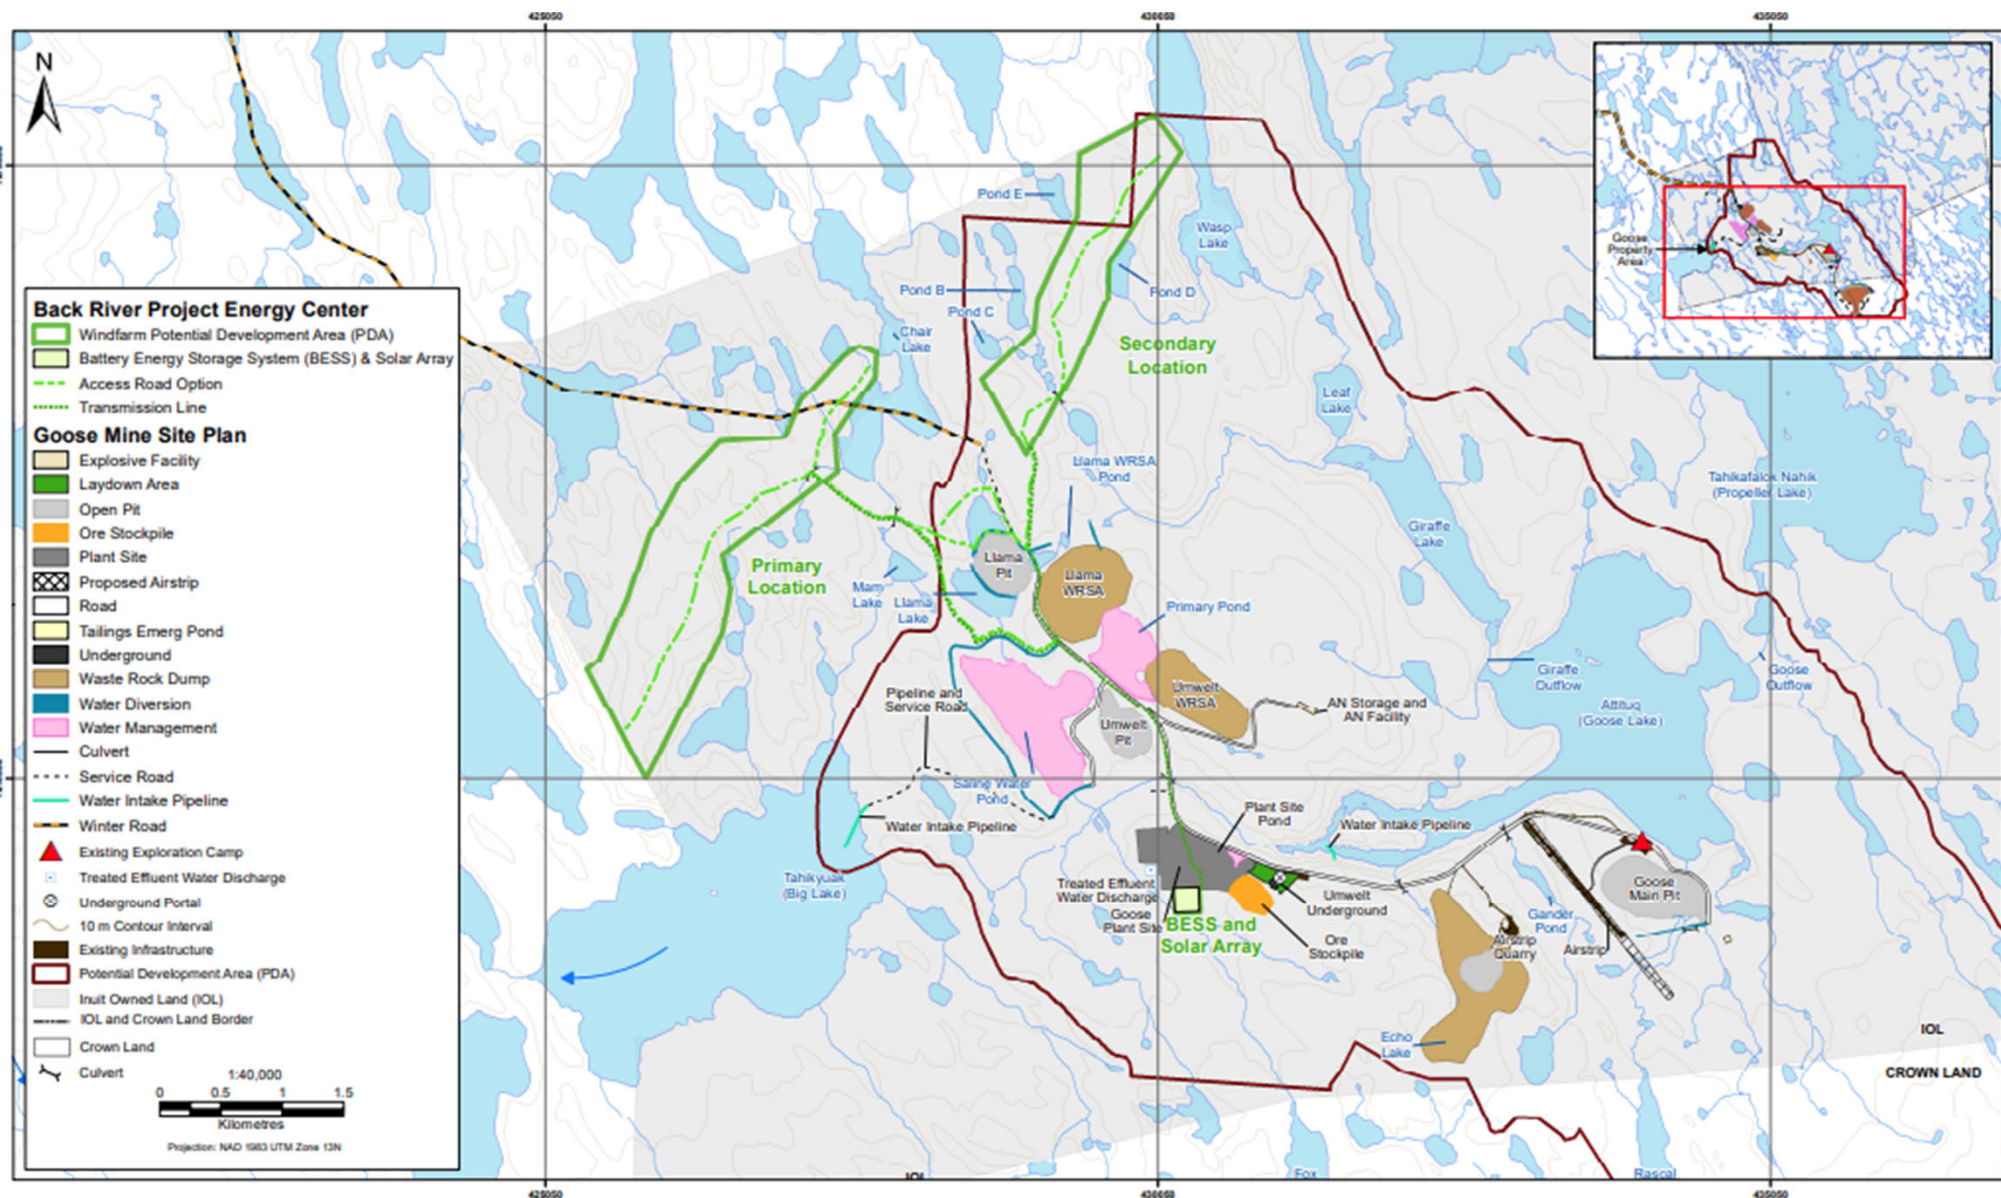 425050
430050
435050
N
Goose
Property
Area
Pond E
Wasp
Lake
Pond B
Pond D
Pond C
Chair
Lake
Secondary
Location
Leaf
Lake
Llama WRSA
Pond
Tahikafalok Nahik
(Propeller Lake)
Giraffe
Lake
Llama
Pit
Llama
WRSA
Primary
Location
Mam
Lake
Llama
Lake
Primary Pond
Giraffe
Outflow
Goose
Outflow
Umwelt
WRSA
Pipeline and
Service Road
AN Storage and
AN Facility
Attituq
(Goose Lake)
Umwelt
Pit
Saline Water
Pond
Plant Site
Pond
Water Intake Pipeline
Water Intake Pipeline
Tahikyuak
(Big Lake)
Treated Effluent
Water Discharge
Goose
Plant Site
BESS and
Solar Array
Umwelt
Underground
Ore
Stockpile
Goose
Main Pit
Gander
Pond
Airstrip
Quarry
Airstrip
Echo
Lake
IOL
CROWN LAND
IOL
Fox
Rascal
Back River Project Energy Center
Windfarm Potential Development Area (PDA)
Battery Energy Storage System (BESS) & Solar Array
Access Road Option
Transmission Line
Goose Mine Site Plan
Explosive Facility
Laydown Area
Open Pit
Ore Stockpile
Plant Site
Proposed Airstrip
Road
Tailings Emerg Pond
Underground
Waste Rock Dump
Water Diversion
Water Management
Culvert
Service Road
Water Intake Pipeline
Winter Road
Existing Exploration Camp
Treated Effluent Water Discharge
Underground Portal
10 m Contour Interval
Existing Infrastructure
Potential Development Area (PDA)
Inuit Owned Land (IOL)
IOL and Crown Land Border
Crown Land
Culvert
1:40,000
0 0.5 1 1.5
Kilometres
Projection: NAD 1983 UTM Zone 13N
425050
430050
435050